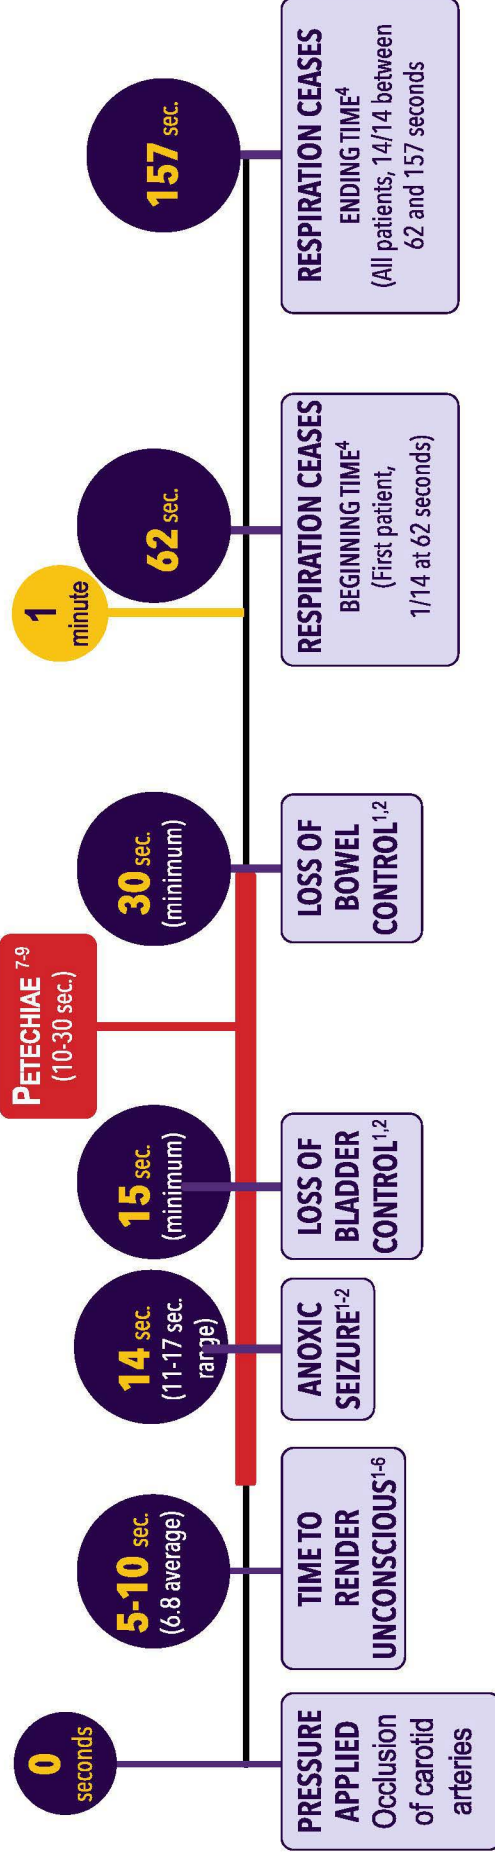 0
seconds
PRESSURE
APPLIED
Occlusion
of carotid
arteries
5-10 sec.
(6.8 average)
TIME TO
RENDER
UNCONSCIOUS1-6
14 sec.
(11-17 sec.
range)
ANOXIC
SEIZURE1-2
15 sec.
(minimum)
LOSS OF
BLADDER
CONTROL1,2
PETECHIAE 7-9
(10-30 sec.)
30 sec.
(minimum)
LOSS OF
BOWEL
CONTROL1,2
1
minute
62 sec.
RESPIRATION CEASES
BEGINNING TIME4
(First patient,
1/14 at 62 seconds)
157 sec.
RESPIRATION CEASES
ENDING TIME4
(All patients, 14/14 between
62 and 157 seconds